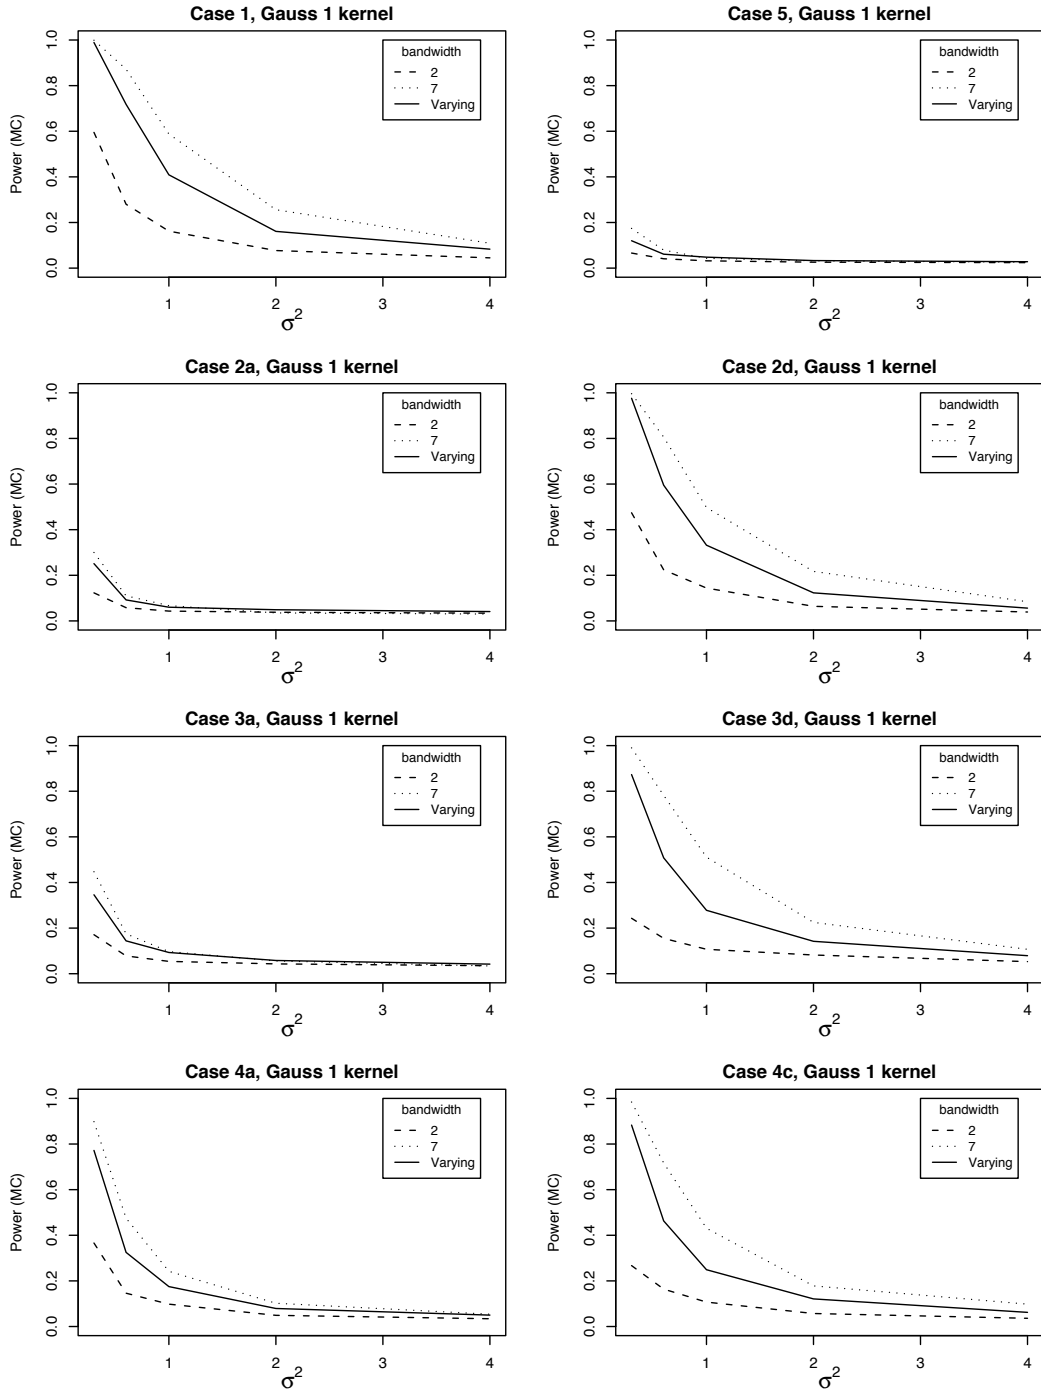 Case 1, Gauss 1 kernel
Power (MC)
0.0 0.2 0.4 0.6 0.8 1.0
bandwidth
2
7
Varying
1 2 3 4
σ²
Case 5, Gauss 1 kernel
Power (MC)
0.0 0.2 0.4 0.6 0.8 1.0
bandwidth
2
7
Varying
1 2 3 4
σ²
Case 2a, Gauss 1 kernel
Power (MC)
0.0 0.2 0.4 0.6 0.8 1.0
bandwidth
2
7
Varying
1 2 3 4
σ²
Case 2d, Gauss 1 kernel
Power (MC)
0.0 0.2 0.4 0.6 0.8 1.0
bandwidth
2
7
Varying
1 2 3 4
σ²
Case 3a, Gauss 1 kernel
Power (MC)
0.0 0.2 0.4 0.6 0.8 1.0
bandwidth
2
7
Varying
1 2 3 4
σ²
Case 3d, Gauss 1 kernel
Power (MC)
0.0 0.2 0.4 0.6 0.8 1.0
bandwidth
2
7
Varying
1 2 3 4
σ²
Case 4a, Gauss 1 kernel
Power (MC)
0.0 0.2 0.4 0.6 0.8 1.0
bandwidth
2
7
Varying
1 2 3 4
σ²
Case 4c, Gauss 1 kernel
Power (MC)
0.0 0.2 0.4 0.6 0.8 1.0
bandwidth
2
7
Varying
1 2 3 4
σ²